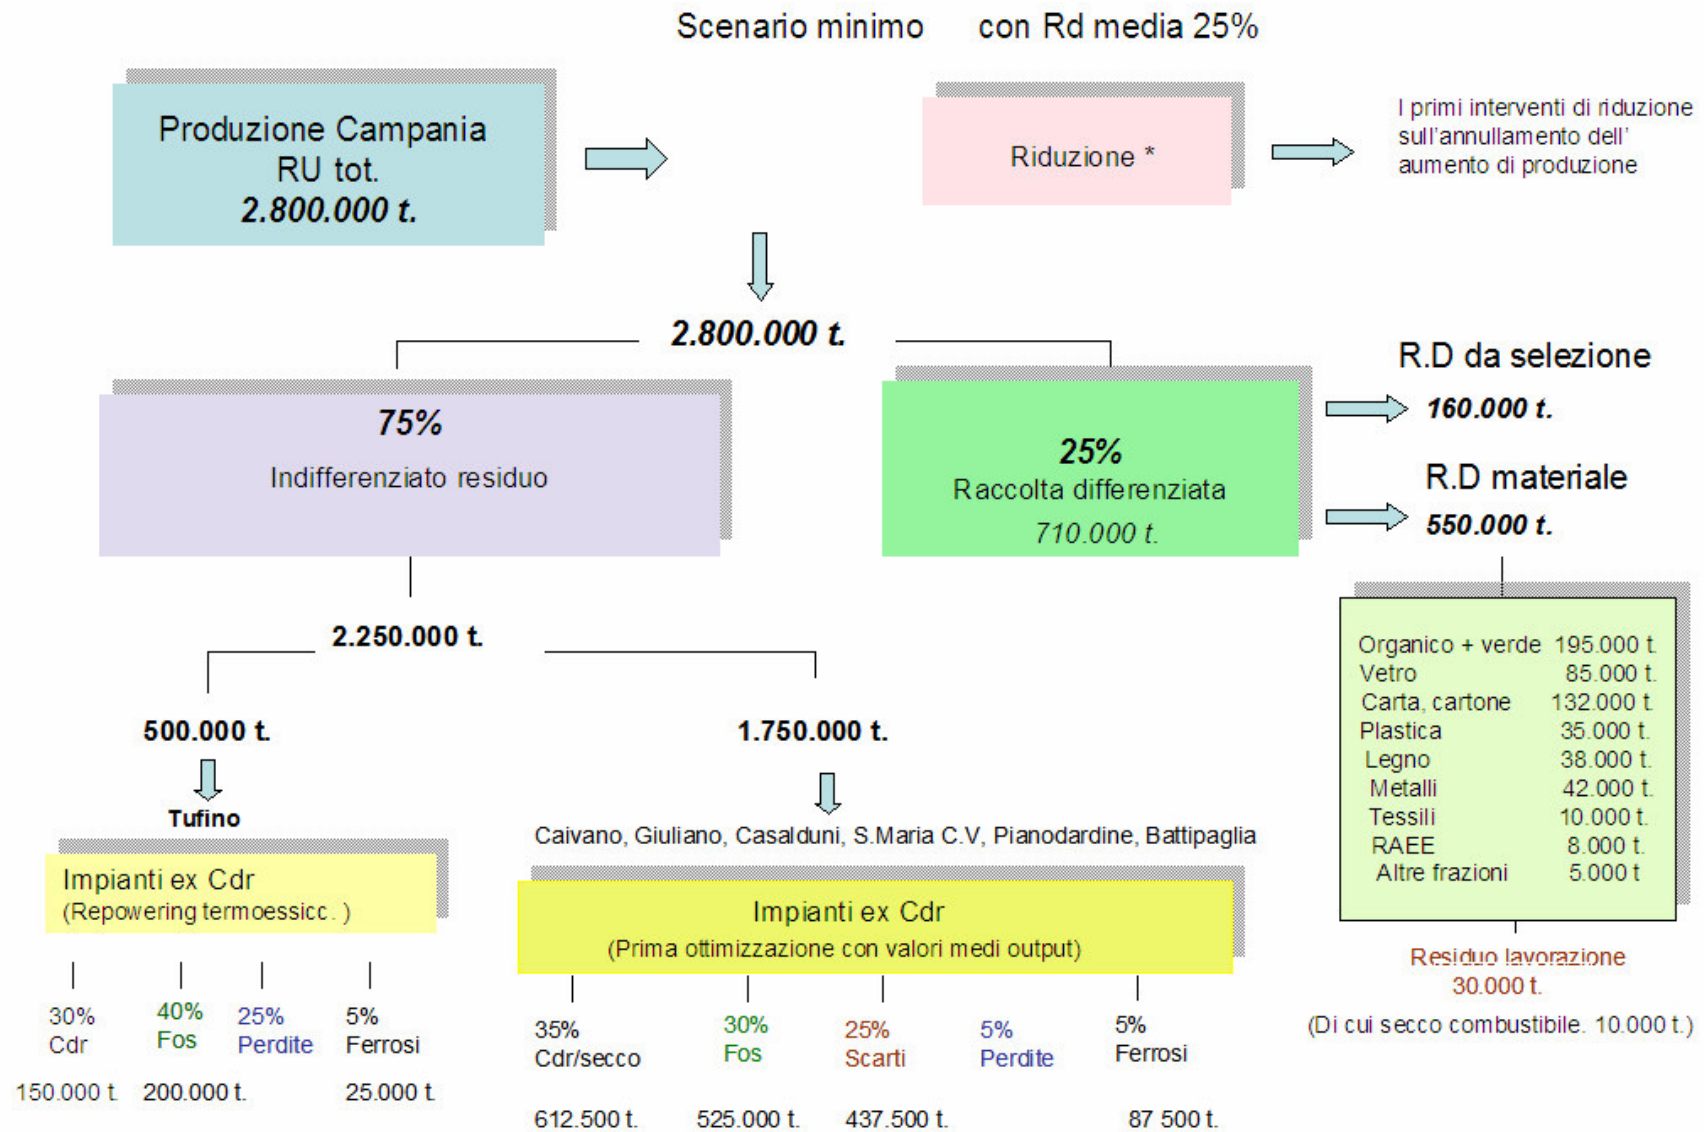 Scenario minimo con Rd media 25%
Produzione Campania
RU tot.
2.800.000 t.
Riduzione *
I primi interventi di riduzione
sull'annullamento dell'
aumento di produzione
2.800.000 t.
75%
Indifferenziato residuo
25%
Raccolta differenziata
710.000 t.
R.D da selezione
160.000 t.
R.D materiale
550.000 t.
2.250.000 t.
500.000 t.
1.750.000 t.
Organico + verde 195.000 t.
Vetro 85.000 t.
Carta, cartone 132.000 t.
Plastica 35.000 t.
Legno 38.000 t.
Metalli 42.000 t.
Tessili 10.000 t.
RAEE 8.000 t.
Altre frazioni 5.000 t
Residuo lavorazione
30.000 t.
(Di cui secco combustibile. 10.000 t.)
Tufino
Impianti ex Cdr
(Repowering termoessicc. )
30%
Cdr
150.000 t.
40%
Fos
200.000 t.
25%
Perdite
5%
Ferrosi
25.000 t.
Caivano, Giuliano, Casalduni, S.Maria C.V, Pianodardine, Battipaglia
Impianti ex Cdr
(Prima ottimizzazione con valori medi output)
35%
Cdr/secco
612.500 t.
30%
Fos
525.000 t.
25%
Scarti
437.500 t.
5%
Perdite
5%
Ferrosi
87 500 t.